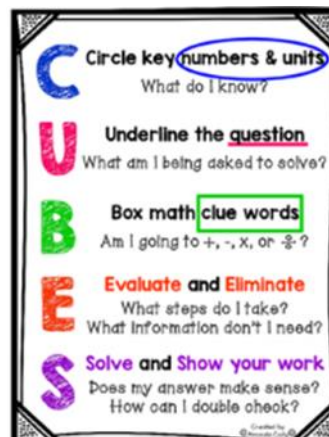 C
Circle key numbers & units
What do I know?
U
Underline the question
What am I being asked to solve?
B
Box math clue words
Am I going to +, -, x, or ÷?
E
Evaluate and Eliminate
What steps do I take?
What information don't I need?
S
Solve and Show your work
Does my answer make sense?
How can I double check?
Created by